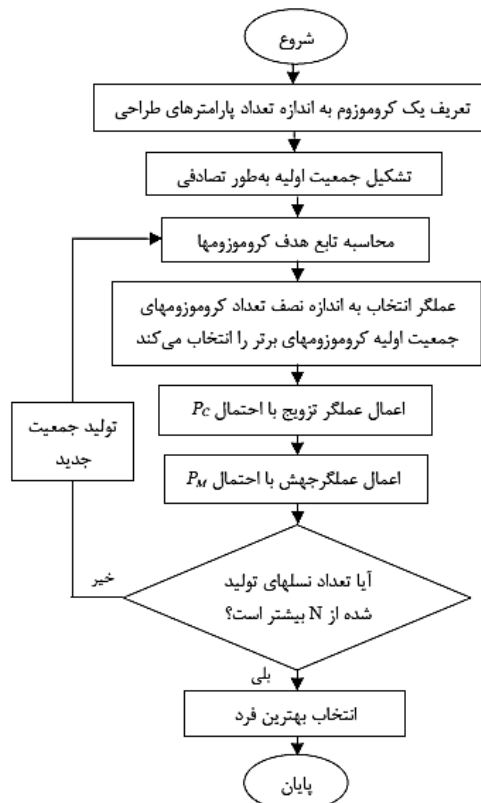 شروع
تعریف یک کروموزوم به اندازه تعداد پارامترهای طراحی
تشکیل جمعیت اولیه به‌طور تصادفی
محاسبه تابع هدف کروموزومها
عملگر انتخاب به اندازه نصف تعداد کروموزومهای
جمعیت اولیه کروموزومهای برتر را انتخاب می‌کند
اعمال عملگر تزویج با احتمال PC
اعمال عملگرجهش با احتمال PM
تولید جمعیت
جدید
آیا تعداد نسلهای تولید
شده از N بیشتر است؟
خیر
بلی
انتخاب بهترین فرد
پایان